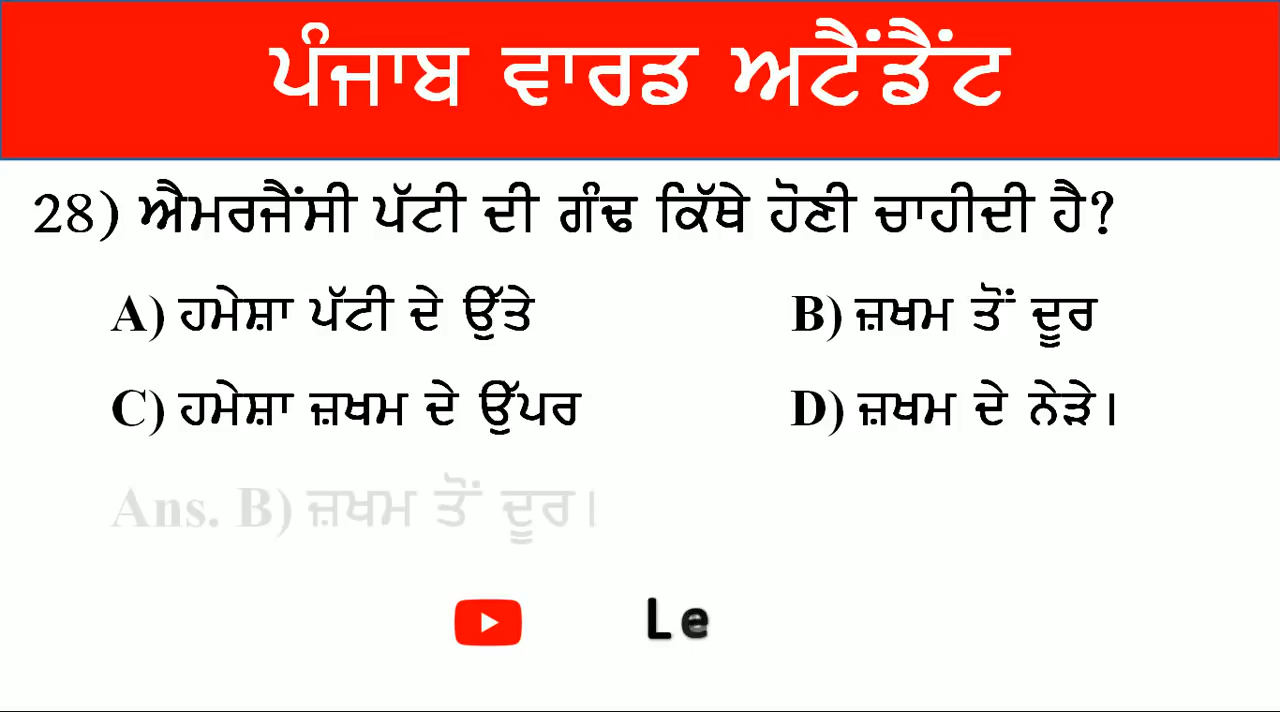 ਪੰਜਾਬ ਵਾਰਡ ਅਟੈਂਡੈਂਟ
28) ਐਮਰਜੈਂਸੀ ਪੱਟੀ ਦੀ ਗੰਢ ਕਿੱਥੇ ਹੋਣੀ ਚਾਹੀਦੀ ਹੈ?
A) ਹਮੇਸ਼ਾ ਪੱਟੀ ਦੇ ਉੱਤੇ B) ਜ਼ਖਮ ਤੋਂ ਦੂਰ
C) ਹਮੇਸ਼ਾ ਜ਼ਖਮ ਦੇ ਉੱਪਰ D) ਜ਼ਖਮ ਦੇ ਨੇੜੇ।
Ans. B) ਜ਼ਖਮ ਤੋਂ ਦੂਰ।
Le